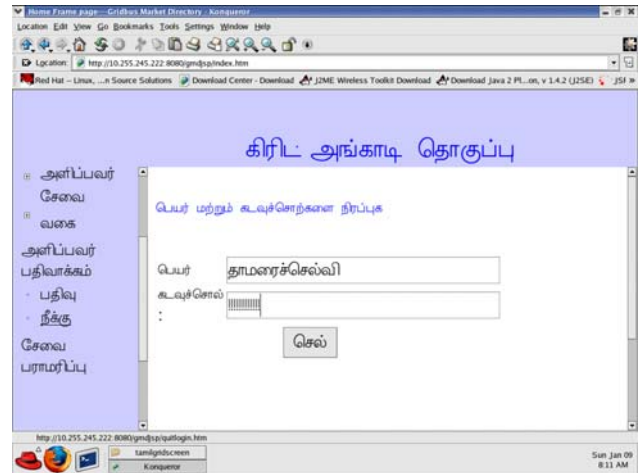 Home Frame page---Gridbus Market Directory - Konqueror
Location Edit View Go Bookmarks Tools Settings Window Help
Location: http://10.255.245.222:8080/gmdjsp/index.htm
Red Hat – Linux, ...n Source Solutions Download Center - Download J2ME Wireless Toolkit Download Download Java 2 Pl...on, v 1.4.2 (J2SE) JSF »
கிரிட் அங்காடி தொகுப்பு
அளிப்பவர்
சேவை
வகை
அளிப்பவர்
பதிவாக்கம்
பதிவு
நீக்கு
சேவை
பராமரிப்பு
பெயர் மற்றும் கடவுச்சொற்களை நிரப்புக
பெயர் தாமரைச்செல்வி
கடவுச்சொல்
:
செல்
http://10.255.245.222:8080/gmdjsp/quitlogin.htm
tamilgridscreen
Konqueror
Sun Jan 09
8:11 AM